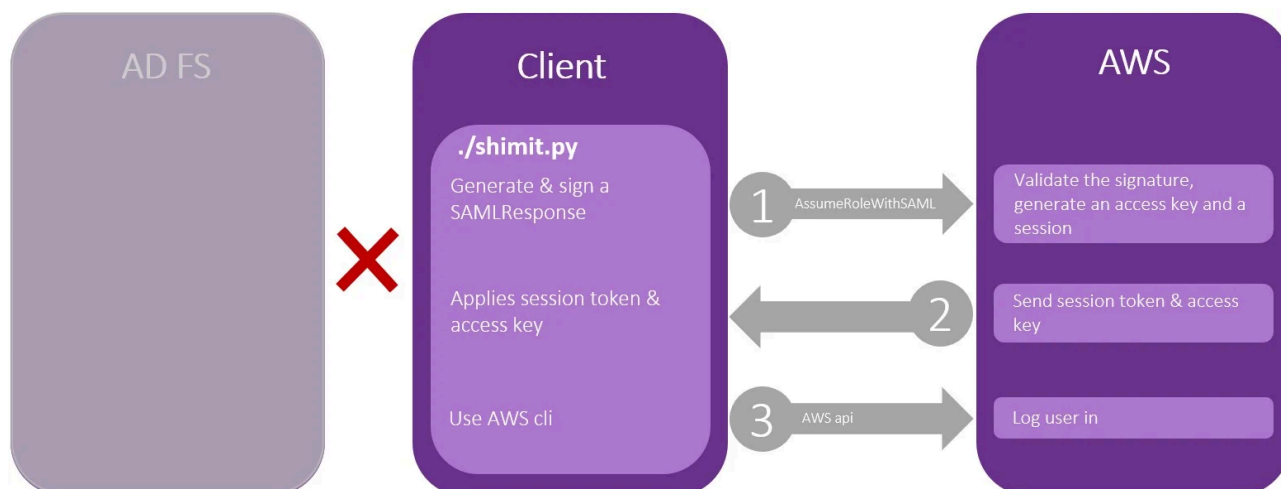 AD FS
Client
AWS
./shimit.py
Generate & sign a
SAMLResponse
1
AssumeRoleWithSAML
Validate the signature,
generate an access key and a
session
Applies session token &
access key
2
Send session token & access
key
Use AWS cli
3
AWS api
Log user in